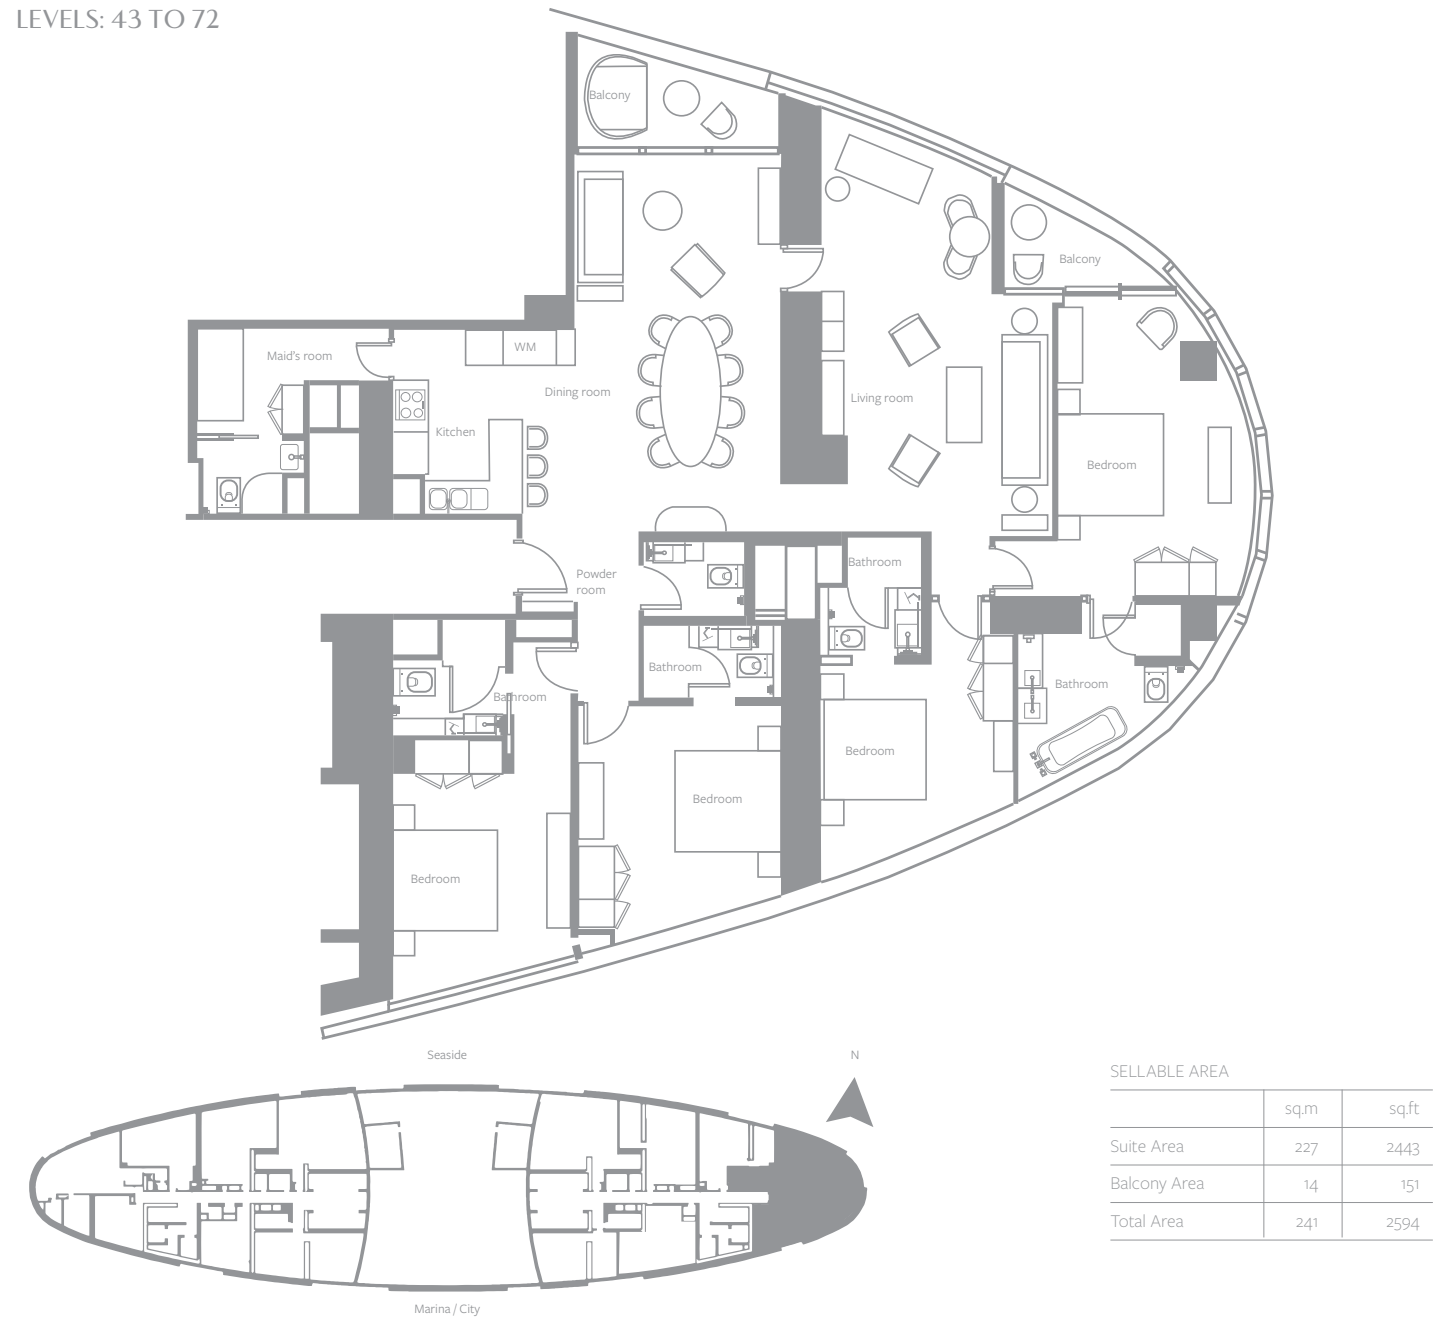 LEVELS: 43 TO 72
Balcony
Balcony
Maid's room
WM
Dining room
Living room
Kitchen
Bedroom
Powder
room
Bathroom
Bathroom
Bathroom
Bathroom
Bedroom
Bedroom
Bedroom
Seaside
N
Marina / City
SELLABLE AREA
sq.m sq.ft
Suite Area 227 2443
Balcony Area 14 151
Total Area 241 2594